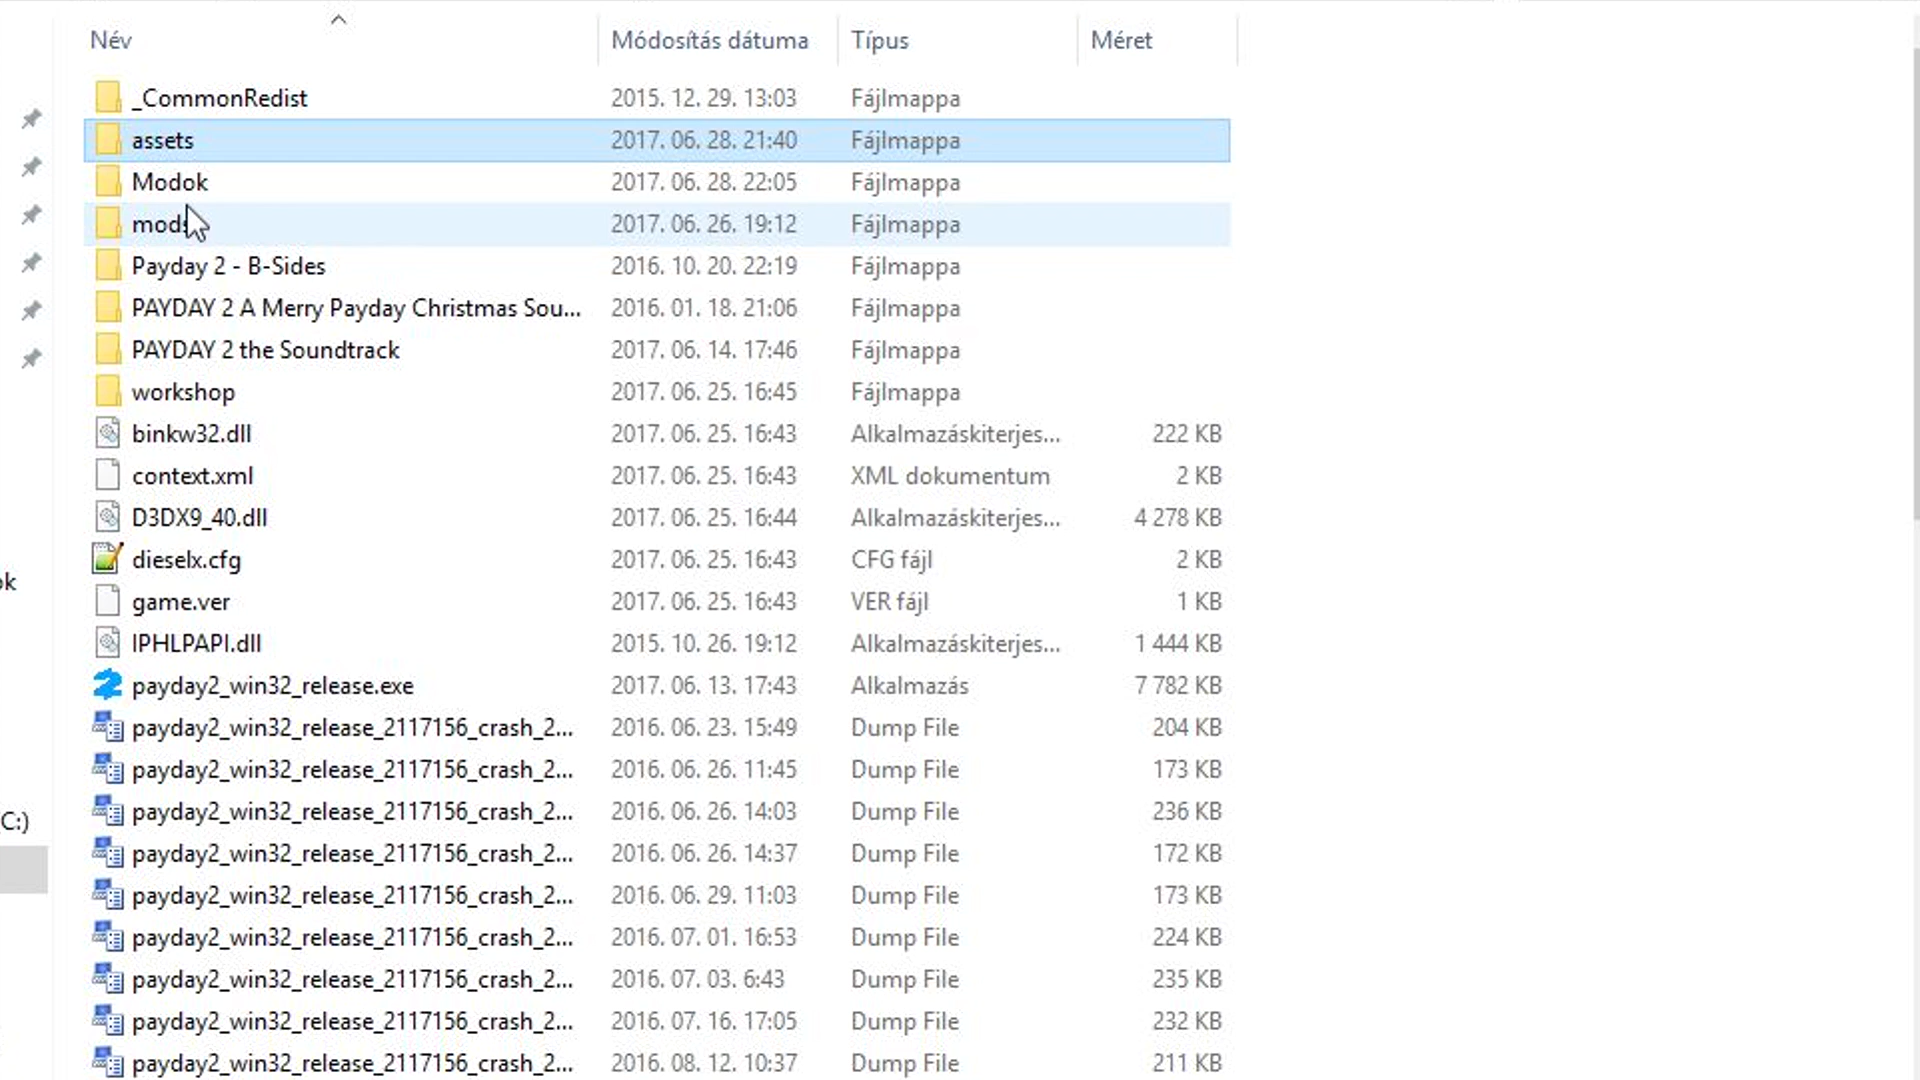 Név Módosítás dátuma Típus Méret
_CommonRedist 2015. 12. 29. 13:03 Fájlmappa
assets 2017. 06. 28. 21:40 Fájlmappa
Modok 2017. 06. 28. 22:05 Fájlmappa
mods 2017. 06. 26. 19:12 Fájlmappa
Payday 2 - B-Sides 2016. 10. 20. 22:19 Fájlmappa
PAYDAY 2 A Merry Payday Christmas Sou... 2016. 01. 18. 21:06 Fájlmappa
PAYDAY 2 the Soundtrack 2017. 06. 14. 17:46 Fájlmappa
workshop 2017. 06. 25. 16:45 Fájlmappa
binkw32.dll 2017. 06. 25. 16:43 Alkalmazáskiterjes... 222 KB
context.xml 2017. 06. 25. 16:43 XML dokumentum 2 KB
D3DX9_40.dll 2017. 06. 25. 16:44 Alkalmazáskiterjes... 4 278 KB
dieselx.cfg 2017. 06. 25. 16:43 CFG fájl 2 KB
ok
game.ver 2017. 06. 25. 16:43 VER fájl 1 KB
IPHLPAPI.dll 2015. 10. 26. 19:12 Alkalmazáskiterjes... 1 444 KB
payday2_win32_release.exe 2017. 06. 13. 17:43 Alkalmazás 7 782 KB
payday2_win32_release_2117156_crash_2... 2016. 06. 23. 15:49 Dump File 204 KB
payday2_win32_release_2117156_crash_2... 2016. 06. 26. 11:45 Dump File 173 KB
payday2_win32_release_2117156_crash_2... 2016. 06. 26. 14:03 Dump File 236 KB
C:)
payday2_win32_release_2117156_crash_2... 2016. 06. 26. 14:37 Dump File 172 KB
payday2_win32_release_2117156_crash_2... 2016. 06. 29. 11:03 Dump File 173 KB
payday2_win32_release_2117156_crash_2... 2016. 07. 01. 16:53 Dump File 224 KB
payday2_win32_release_2117156_crash_2... 2016. 07. 03. 6:43 Dump File 235 KB
payday2_win32_release_2117156_crash_2... 2016. 07. 16. 17:05 Dump File 232 KB
payday2_win32_release_2117156_crash_2... 2016. 08. 12. 10:37 Dump File 211 KB